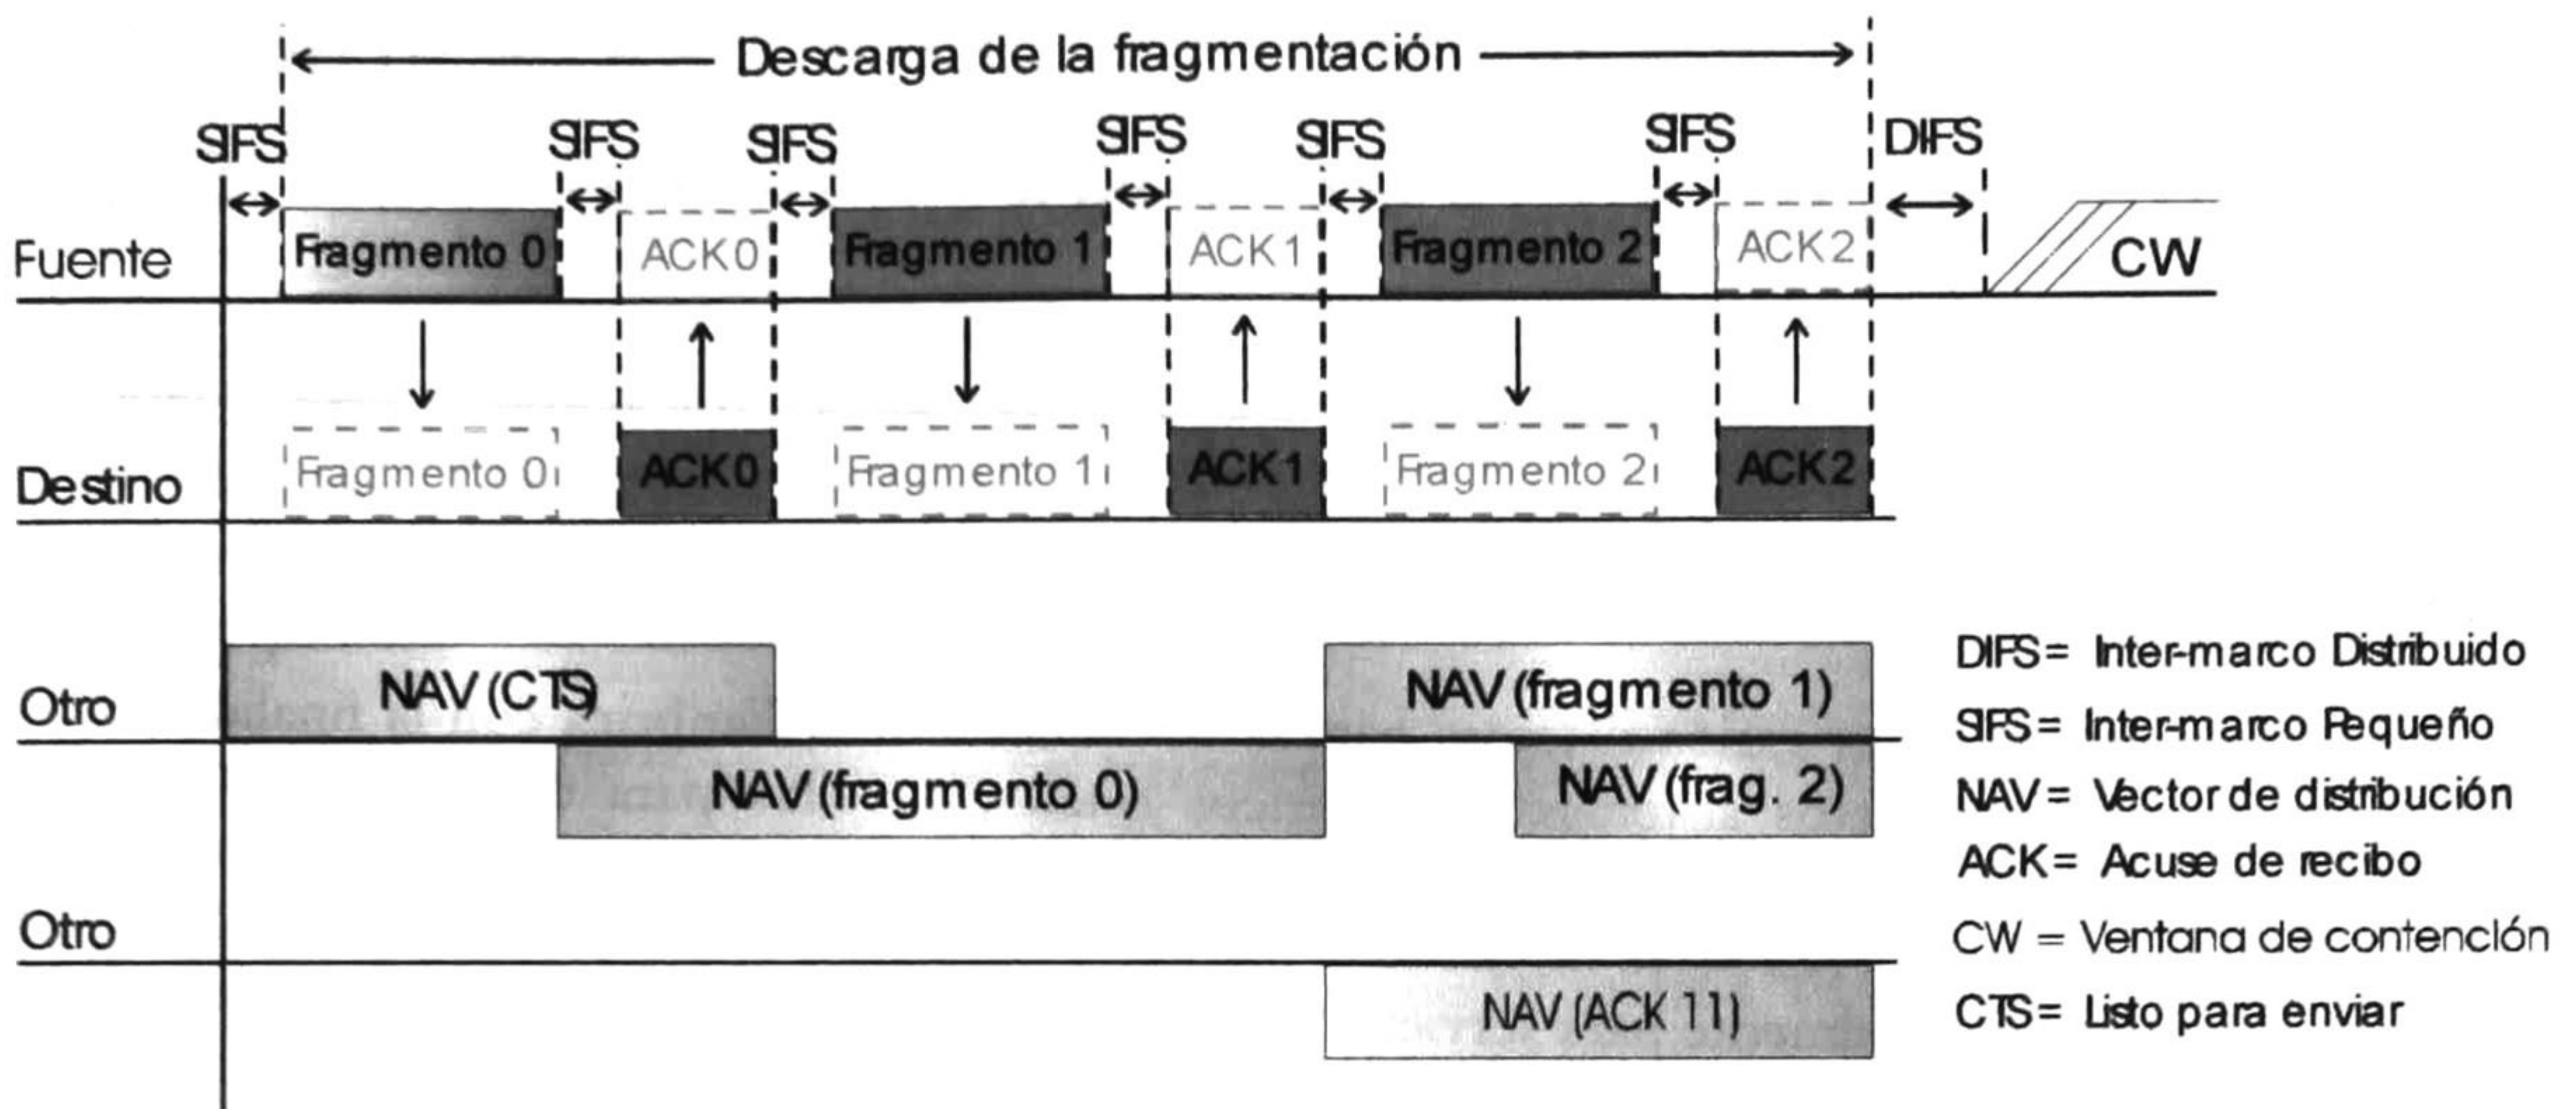 Descarga de la fragmentación
SIFS SIFS SIFS SIFS SIFS SIFS DIFS
Fuente Fragmento 0 ACK0 Fragmento 1 ACK1 Fragmento 2 ACK2 CW
Destino Fragmento 0 ACK0 Fragmento 1 ACK1 Fragmento 2 ACK2
Otro NAV (CTS) NAV (fragmento 1)
NAV (fragmento 0) NAV (frag. 2)
Otro
NAV (ACK 11)
DIFS= Inter-marco Distribuido
SIFS= Inter-marco Pequeño
NAV= Vector de distribución
ACK= Acuse de recibo
CW = Ventana de contención
CTS= Listo para enviar